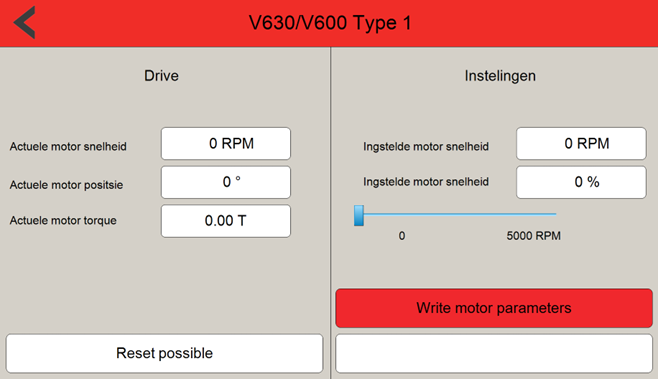 V630/V600 Type 1
Drive
Actuele motor snelheid
0 RPM
Actuele motor positsie
0 °
Actuele motor torque
0.00 T
Reset possible
Instelingen
Ingstelde motor snelheid
0 RPM
Ingstelde motor snelheid
0 %
0
5000 RPM
Write motor parameters